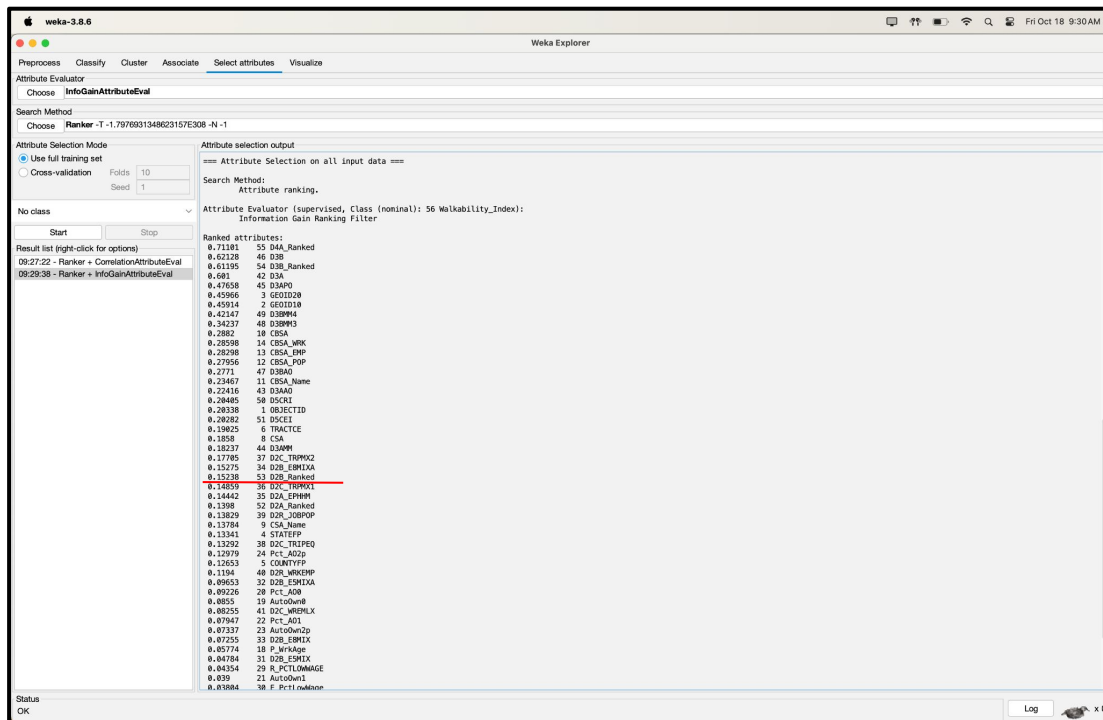 weka-3.8.6
Fri Oct 18 9:30 AM
Weka Explorer
Preprocess Classify Cluster Associate Select attributes Visualize
Attribute Evaluator
Choose InfoGainAttributeEval
Search Method
Choose Ranker -T -1.7976931348623157E308 -N -1
Attribute Selection Mode
Use full training set
Cross-validation Folds 10
Seed 1
No class
Start Stop
Result list (right-click for options)
09:27:22 - Ranker + CorrelationAttributeEval
09:29:38 - Ranker + InfoGainAttributeEval
Attribute selection output
=== Attribute Selection on all input data ===
Search Method:
Attribute ranking.
Attribute Evaluator (supervised, Class (nominal): 56 Walkability_Index):
Information Gain Ranking Filter
Ranked attributes:
0.71101 55 D4A_Ranked
0.62128 46 D3B
0.61195 54 D3B_Ranked
0.601 42 D3A
0.47658 45 D3APO
0.45966 3 GEOID20
0.45914 2 GEOID10
0.42147 49 D3BMM4
0.34237 48 D3BMM3
0.2882 10 CBSA
0.28598 14 CBSA_WRK
0.28298 13 CBSA_EMP
0.27956 12 CBSA_POP
0.2771 47 D3BAO
0.23467 11 CBSA_Name
0.22416 43 D3AAO
0.20405 50 D5CRI
0.20338 1 OBJECTID
0.20282 51 D5CEI
0.19025 6 TRACTCE
0.1858 8 CSA
0.18237 44 D3AMM
0.17705 37 D2C_TRPMX2
0.15275 34 D2B_E8MIXA
0.15238 53 D2B_Ranked
0.14859 36 D2C_TRPMX1
0.14442 35 D2A_EPHHM
0.1398 52 D2A_Ranked
0.13829 39 D2R_JOBPOP
0.13784 9 CSA_Name
0.13341 4 STATEFP
0.13292 38 D2C_TRIPEQ
0.12979 24 Pct_AO2p
0.12653 5 COUNTYFP
0.1194 40 D2R_WRKEMP
0.09653 32 D2B_E5MIXA
0.09226 20 Pct_AO0
0.0855 19 AutoOwn0
0.08255 41 D2C_WREMLX
0.07947 22 Pct_AO1
0.07337 23 AutoOwn2p
0.07255 33 D2B_E8MIX
0.05774 18 P_WrkAge
0.04784 31 D2B_E5MIX
0.04354 29 R_PCTLOWWAGE
0.039 21 AutoOwn1
0.03804 30 E_PctLowWage
Status
OK
Log